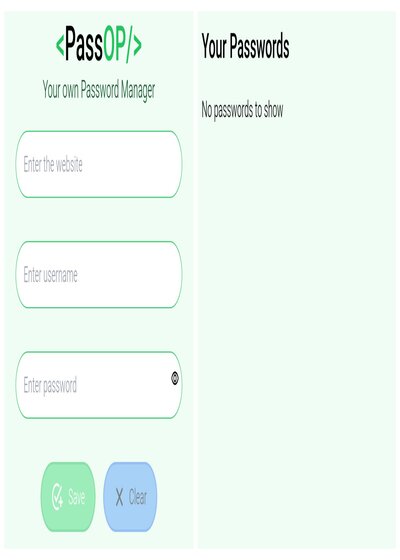 <PassOP/>
Your own Password Manager
Enter the website
Enter username
Enter password
Save
Clear
Your Passwords
No passwords to show